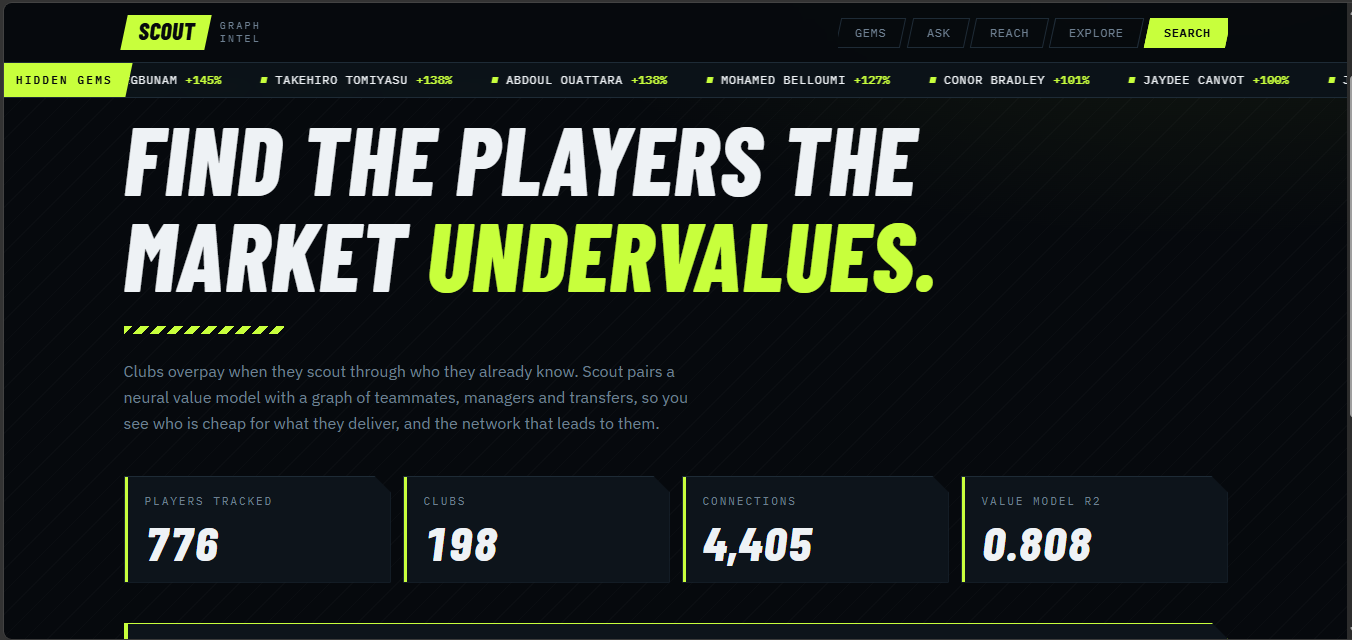 SCOUT
GRAPH
INTEL
GEMS
ASK
REACH
EXPLORE
SEARCH
HIDDEN GEMS
GBUNAM +145% TAKEHIRO TOMIYASU +138% ABDOUL OUATTARA +138% MOHAMED BELLOUMI +127% CONOR BRADLEY +101% JAYDEE CANVOT +100%
FIND THE PLAYERS THE
MARKET UNDERVALUES.
Clubs overpay when they scout through who they already know. Scout pairs a
neural value model with a graph of teammates, managers and transfers, so you
see who is cheap for what they deliver, and the network that leads to them.
PLAYERS TRACKED
776
CLUBS
198
CONNECTIONS
4,405
VALUE MODEL R2
0.808